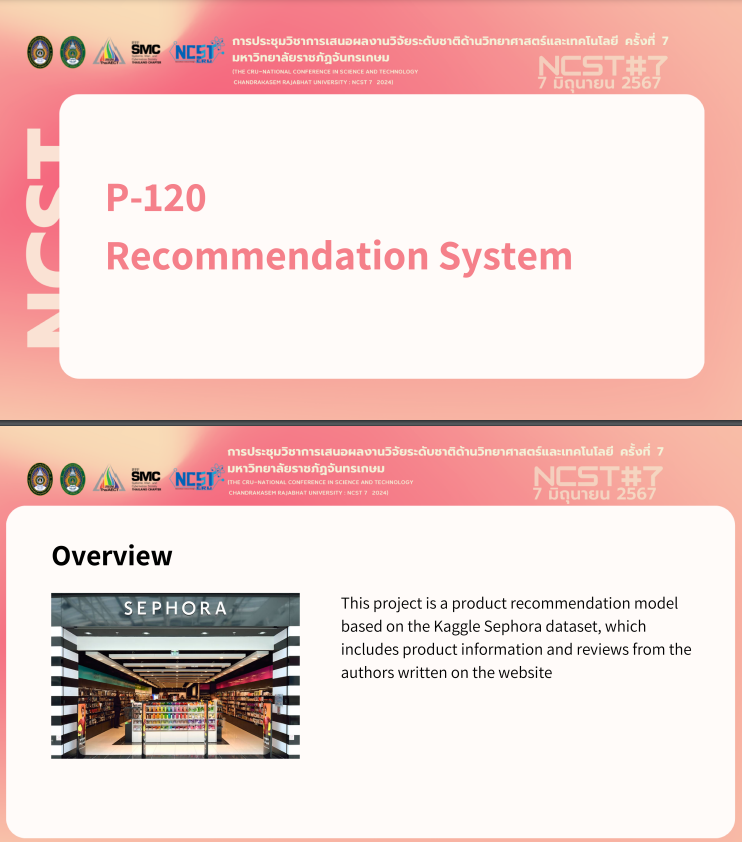 การประชุมวิชาการเสนอผลงานวิจัยระดับชาติด้านวิทยาศาสตร์และเทคโนโลยี ครั้งที่ 7
มหาวิทยาลัยราชภัฏจันทรเกษม
(THE CRU-NATIONAL CONFERENCE IN SCIENCE AND TECHNOLOGY
CHANDRAKASEM RAJABHAT UNIVERSITY : NCST 7 2024)
SMC
NCST
NCST#7
7 มิถุนายน 2567
NCST
P-120
Recommendation System
การประชุมวิชาการเสนอผลงานวิจัยระดับชาติด้านวิทยาศาสตร์และเทคโนโลยี ครั้งที่ 7
มหาวิทยาลัยราชภัฏจันทรเกษม
(THE CRU-NATIONAL CONFERENCE IN SCIENCE AND TECHNOLOGY
CHANDRAKASEM RAJABHAT UNIVERSITY : NCST 7 2024)
SMC
NCST
NCST#7
7 มิถุนายน 2567
Overview
SEPHORA
This project is a product recommendation model
based on the Kaggle Sephora dataset, which
includes product information and reviews from the
authors written on the website